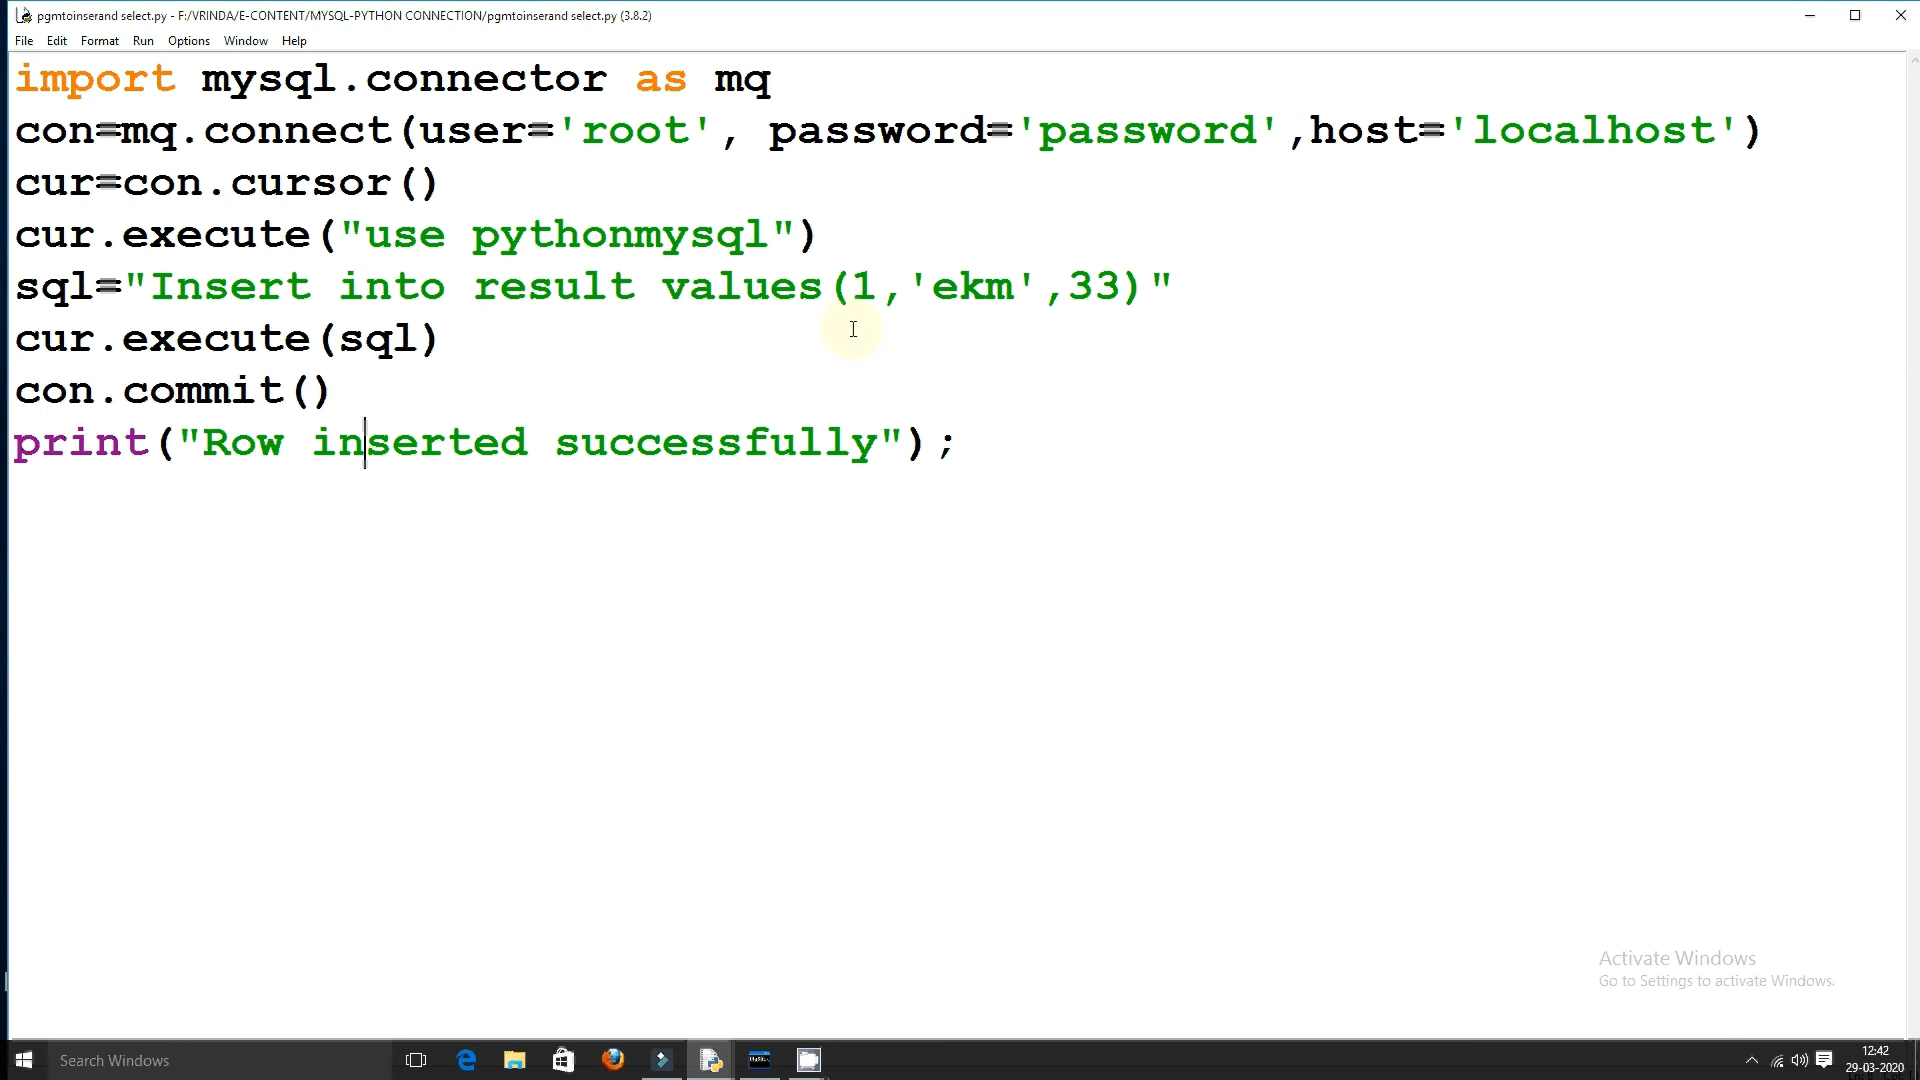 pgmtoinserand select.py - F:/VRINDA/E-CONTENT/MYSQL-PYTHON CONNECTION/pgmtoinserand select.py (3.8.2)
File Edit Format Run Options Window Help
import mysql.connector as mq
con=mq.connect(user='root', password='password',host='localhost')
cur=con.cursor()
cur.execute("use pythonmysql")
sql="Insert into result values(1,'ekm',33)"
cur.execute(sql)
con.commit()
print("Row inserted successfully");
Activate Windows
Go to Settings to activate Windows.
Search Windows
12:42
29-03-2020